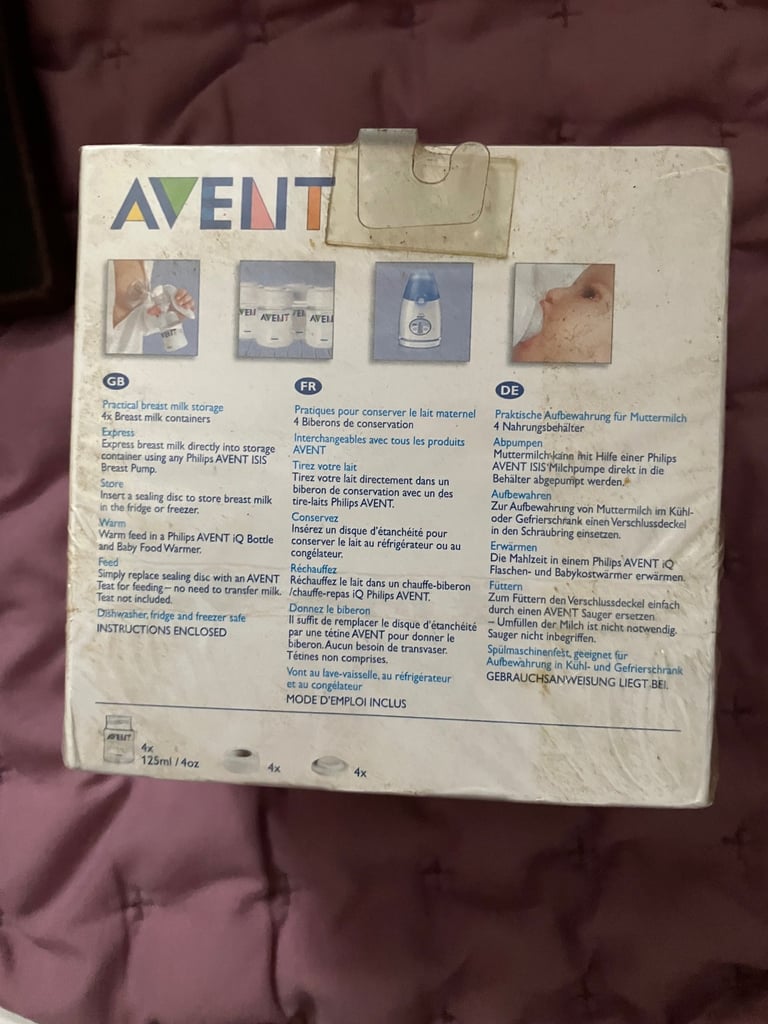 AVENT
AVENT
AVENT
GB
Practical breast milk storage
4x Breast milk containers
Express
Express breast milk directly into storage
container using any Philips AVENT ISIS
Breast Pump.
Store
Insert a sealing disc to store breast milk
in the fridge or freezer.
Warm
Warm feed in a Philips AVENT iQ Bottle
and Baby Food Warmer.
Feed
Simply replace sealing disc with an AVENT
Teat for feeding – no need to transfer milk.
Teat not included.
Dishwasher, fridge and freezer safe
INSTRUCTIONS ENCLOSED
FR
Pratiques pour conserver le lait maternel
4 Biberons de conservation
Interchangeables avec tous les produits
AVENT
Tirez votre lait
Tirez votre lait directement dans un
biberon de conservation avec un des
tire-laits Philips AVENT.
Conservez
Insérez un disque d'étanchéité pour
conserver le lait au réfrigérateur ou au
congélateur.
Réchauffez
Réchauffez le lait dans un chauffe-biberon
/chauffe-repas iQ Philips AVENT.
Donnez le biberon
Il suffit de remplacer le disque d'étanchéité
par une tétine AVENT pour donner le
biberon. Aucun besoin de transvaser.
Tétines non comprises.
Vont au lave-vaisselle, au réfrigérateur
et au congélateur
MODE D'EMPLOI INCLUS
DE
Praktische Aufbewahrung für Muttermilch
4 Nahrungsbehälter
Abpumpen
Muttermilch kann mit Hilfe einer Philips
AVENT ISIS Milchpumpe direkt in die
Behälter abgepumpt werden.
Aufbewahren
Zur Aufbewahrung von Muttermilch im Kühl-
oder Gefrierschrank einen Verschlussdeckel
in den Schraubring einsetzen.
Erwärmen
Die Mahlzeit in einem Philips AVENT iQ
Flaschen- und Babykostwärmer erwärmen.
Füttern
Zum Füttern den Verschlussdeckel einfach
durch einen AVENT Sauger ersetzen
– Umfüllen der Milch ist nicht notwendig.
Sauger nicht inbegriffen.
Spülmaschinenfest, geeignet für
Aufbewahrung in Kühl- und Gefrierschrank
GEBRAUCHSANWEISUNG LIEGT BEI.
AVENT
4x
125ml / 4oz
4x
4x